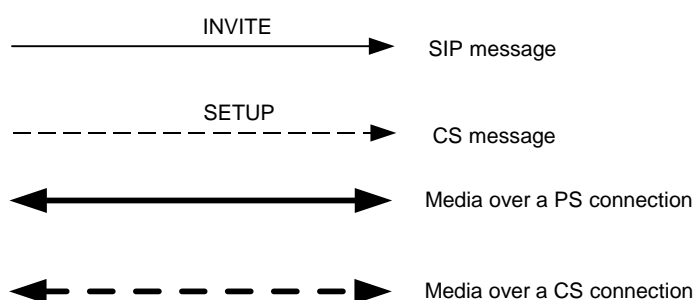 INVITE
SIP message
SETUP
CS message
Media over a PS connection
Media over a CS connection